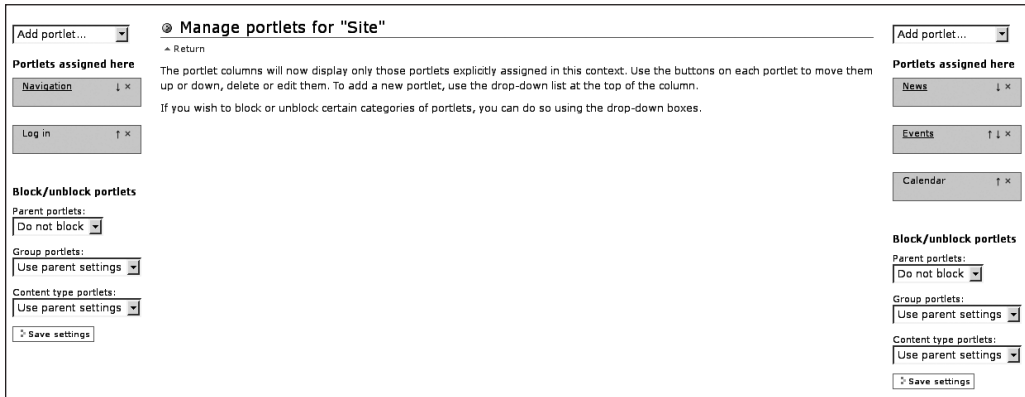 Add portlet...
Portlets assigned here
Navigation ↓ ×
Log in ↑ ×
Block/unblock portlets
Parent portlets:
Do not block
Group portlets:
Use parent settings
Content type portlets:
Use parent settings
Save settings
Manage portlets for "Site"
Return
The portlet columns will now display only those portlets explicitly assigned in this context. Use the buttons on each portlet to move them
up or down, delete or edit them. To add a new portlet, use the drop-down list at the top of the column.
If you wish to block or unblock certain categories of portlets, you can do so using the drop-down boxes.
Add portlet...
Portlets assigned here
News ↓ ×
Events ↑ ↓ ×
Calendar ↑ ×
Block/unblock portlets
Parent portlets:
Do not block
Group portlets:
Use parent settings
Content type portlets:
Use parent settings
Save settings